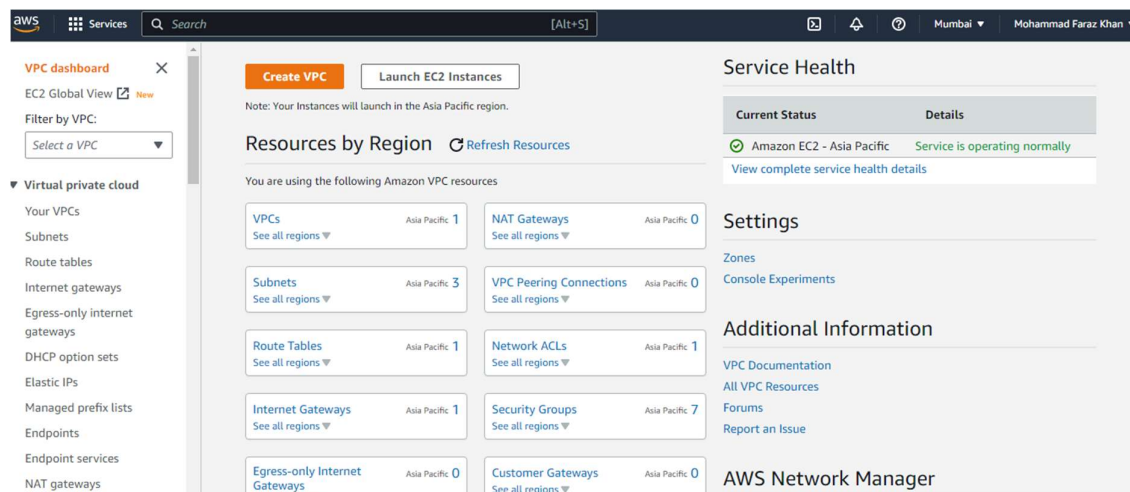 aws
Services
Search
[Alt+S]
Mumbai ▼
Mohammad Faraz Khan
VPC dashboard
EC2 Global View New
Filter by VPC:
Select a VPC
Virtual private cloud
Your VPCs
Subnets
Route tables
Internet gateways
Egress-only internet
gateways
DHCP option sets
Elastic IPs
Managed prefix lists
Endpoints
Endpoint services
NAT gateways
Create VPC
Launch EC2 Instances
Note: Your Instances will launch in the Asia Pacific region.
Resources by Region
Refresh Resources
You are using the following Amazon VPC resources
VPCs Asia Pacific 1
See all regions ▼
NAT Gateways Asia Pacific 0
See all regions ▼
Subnets Asia Pacific 3
See all regions ▼
VPC Peering Connections Asia Pacific 0
See all regions ▼
Route Tables Asia Pacific 1
See all regions ▼
Network ACLs Asia Pacific 1
See all regions ▼
Internet Gateways Asia Pacific 1
See all regions ▼
Security Groups Asia Pacific 7
See all regions ▼
Egress-only Internet
Gateways
Asia Pacific 0
Customer Gateways Asia Pacific 0
See all regions ▼
Service Health
Current Status Details
Amazon EC2 - Asia Pacific Service is operating normally
View complete service health details
Settings
Zones
Console Experiments
Additional Information
VPC Documentation
All VPC Resources
Forums
Report an Issue
AWS Network Manager